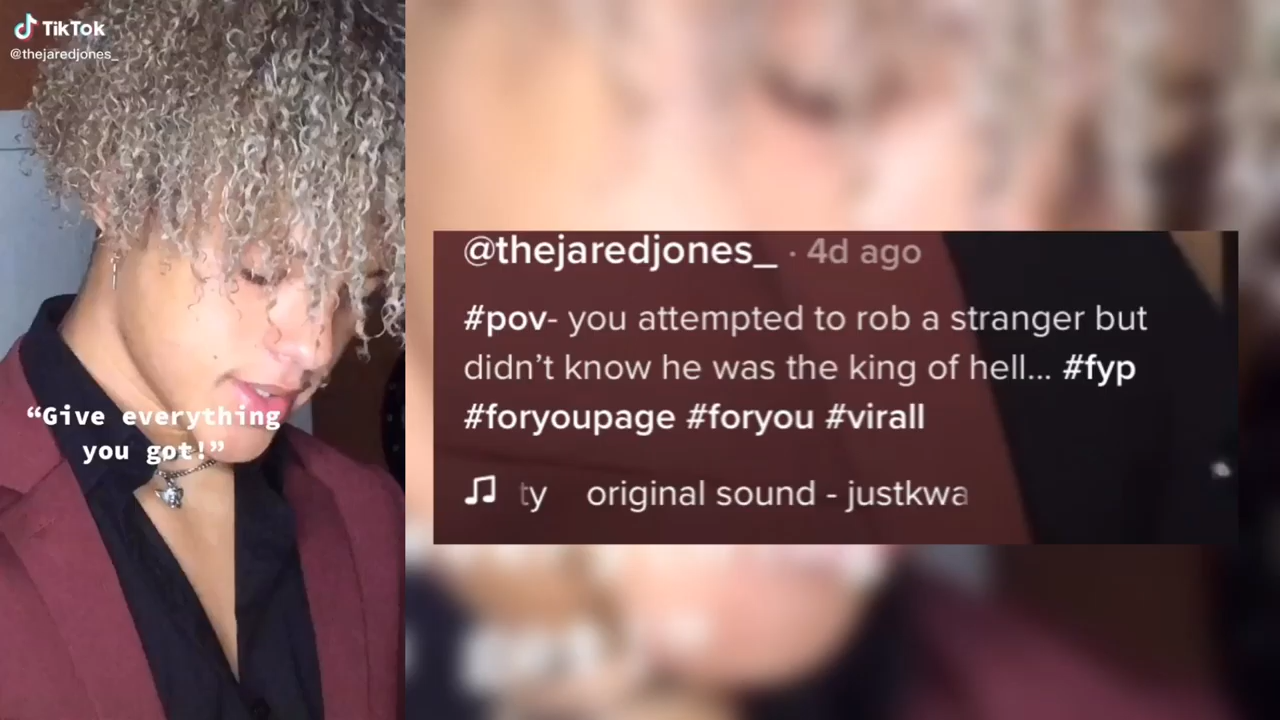 TikTok
@thejaredjones_
“Give everything
you got!”
@thejaredjones_ · 4d ago
#pov- you attempted to rob a stranger but
didn’t know he was the king of hell... #fyp
#foryoupage #foryou #virall
ty original sound - justkwa